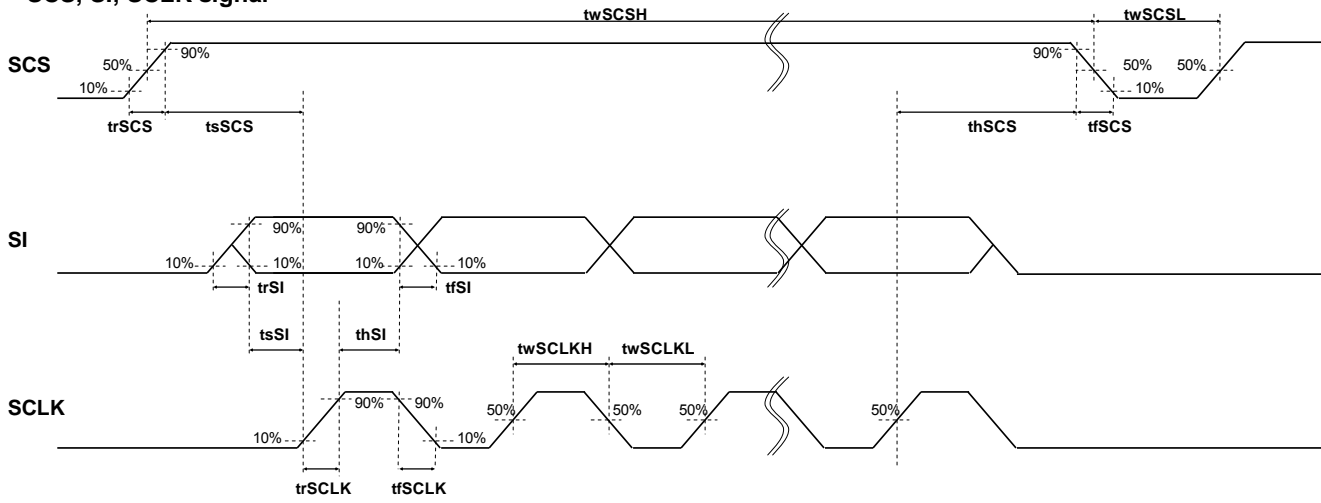 SCS, SI, SCLK signal
twSCSH twSCSL
SCS
90% 90%
50% 50% 50%
10% 10%
trSCS tsSCS thSCS tfSCS
SI
90% 90%
10% 10% 10% 10%
trSI tfSI
tsSI thSI
twSCLKH twSCLKL
SCLK
90% 90% 50% 50% 50% 50%
10% 10%
trSCLK tfSCLK